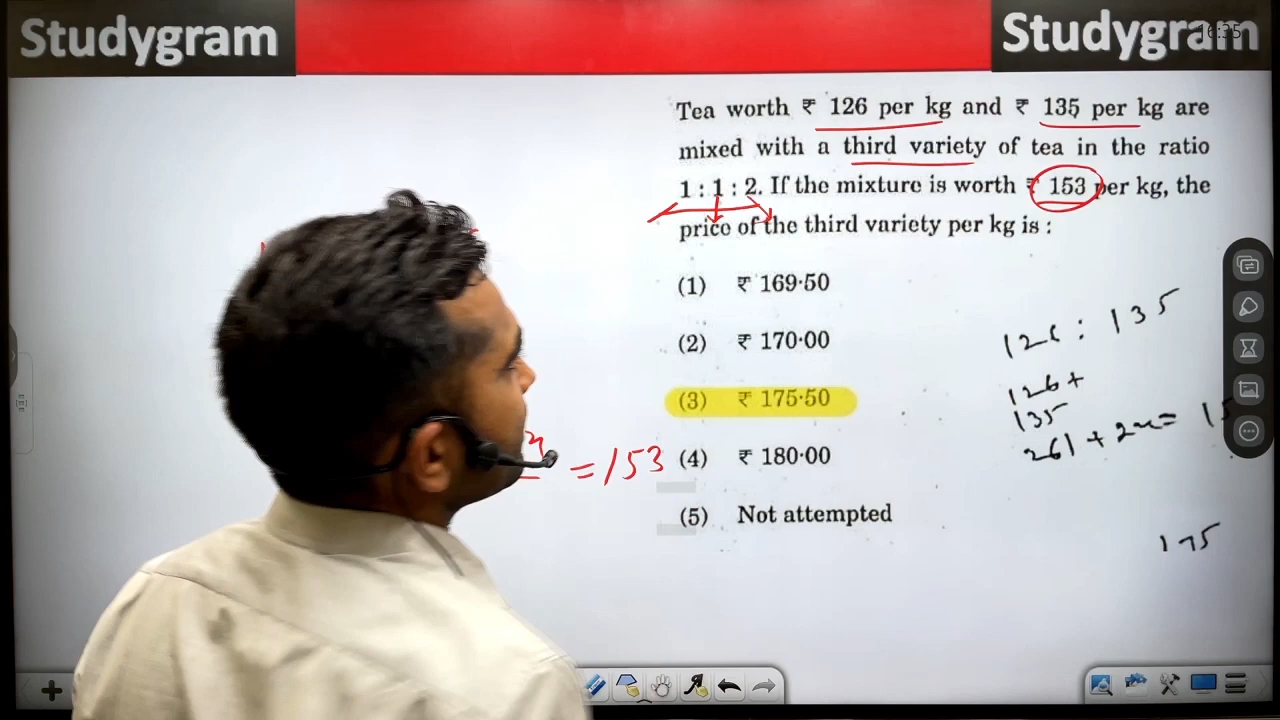 Studygram
Studygram
16:35
Tea worth ₹ 126 per kg and ₹ 135 per kg are
mixed with a third variety of tea in the ratio
1 : 1 : 2. If the mixture is worth ₹ 153 per kg, the
price of the third variety per kg is :
(1) ₹ 169·50
(2) ₹ 170·00
(3) ₹ 175·50
(4) ₹ 180·00
(5) Not attempted
= 153
126 : 135
126 +
135
261 + 2x = 15
175